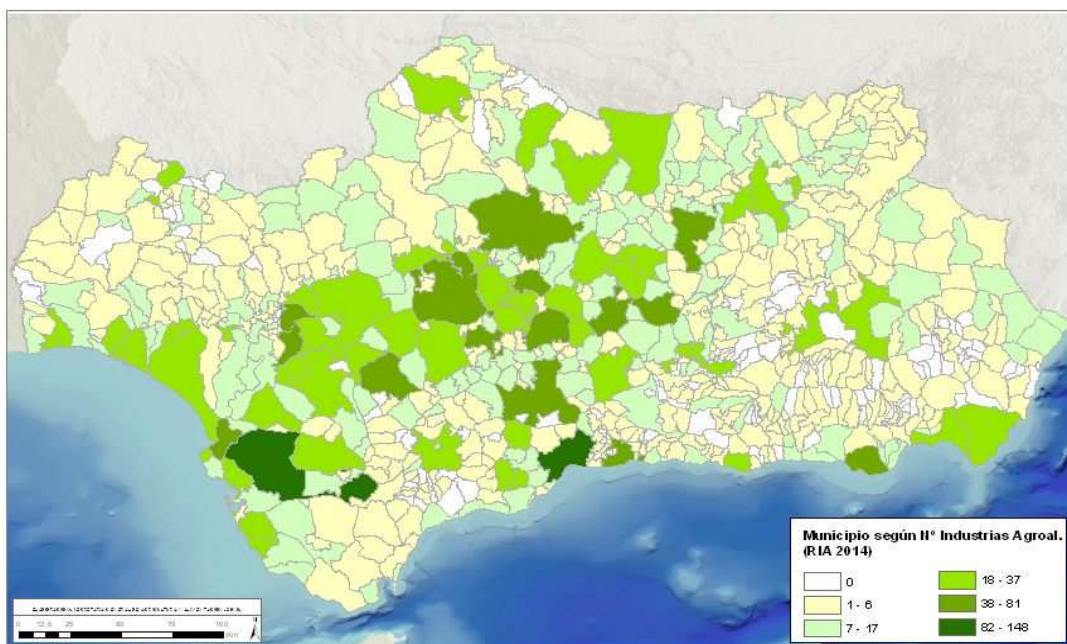 Municipio según Nº Industrias Agroal.
(RIA 2014)
0
1 - 6
7 - 17
18 - 37
38 - 81
82 - 148
0 12,5 25 50 75 100
Km
N